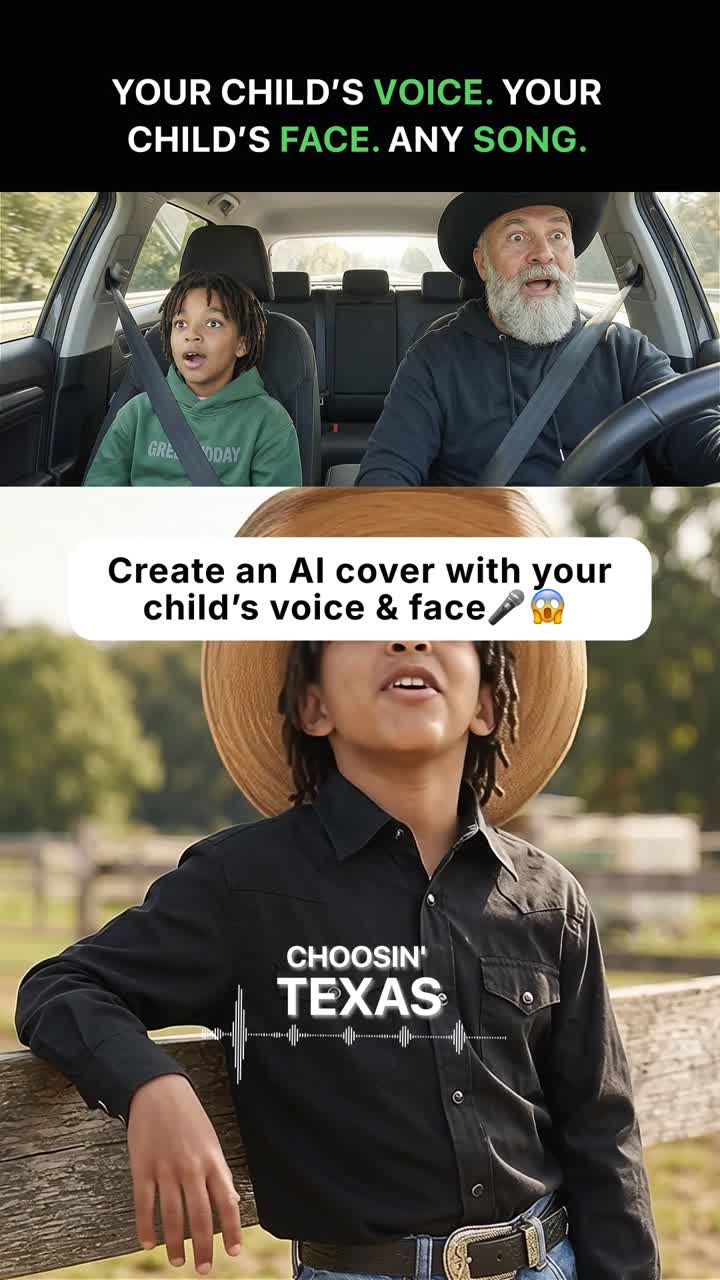 YOUR CHILD’S VOICE. YOUR
CHILD’S FACE. ANY SONG.
Create an AI cover with your
child’s voice & face🎤😱
CHOOSIN'
TEXAS